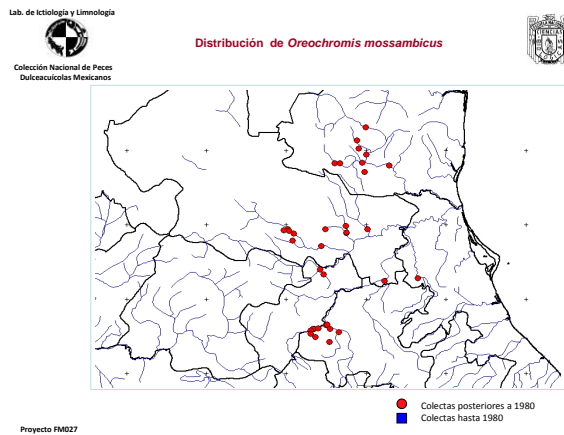 Lab. de Ictiología y Limnología
Colección Nacional de Peces
Dulceacuícolas Mexicanos
Distribución de Oreochromis mossambicus
CIENCIAS
Colectas posteriores a 1980
Colectas hasta 1980
Proyecto FM027